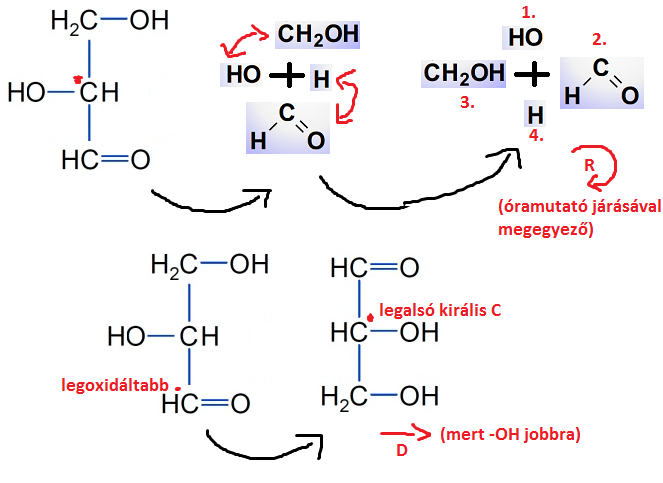 H₂C—OH
HO—CH
HC=O
CH₂OH
HO H
C
H O
1.
HO
2.
CH₂OH
C
H O
3.
H
4.
R
(óramutató járásával
megegyező)
H₂C—OH
HO—CH
legoxidáltabb
HC=O
HC=O
legalsó királis C
HC—OH
H₂C—OH
D
(mert -OH jobbra)